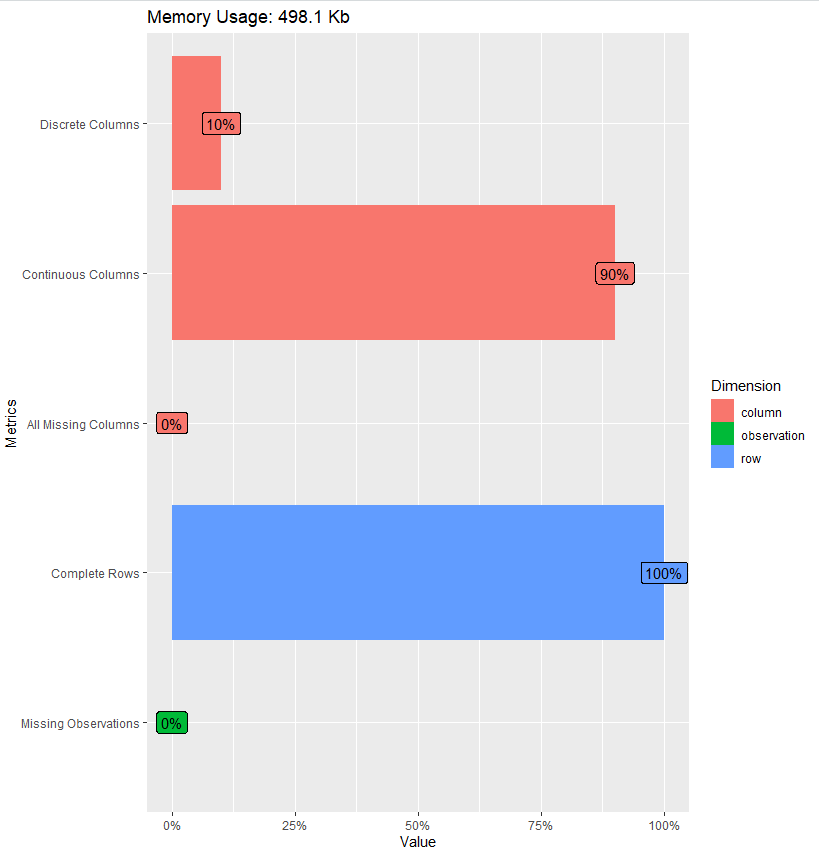 Memory Usage: 498.1 Kb
Discrete Columns
10%
Continuous Columns
90%
All Missing Columns
0%
Complete Rows
100%
Missing Observations
0%
Metrics
0%
25%
50%
75%
100%
Value
Dimension
column
observation
row